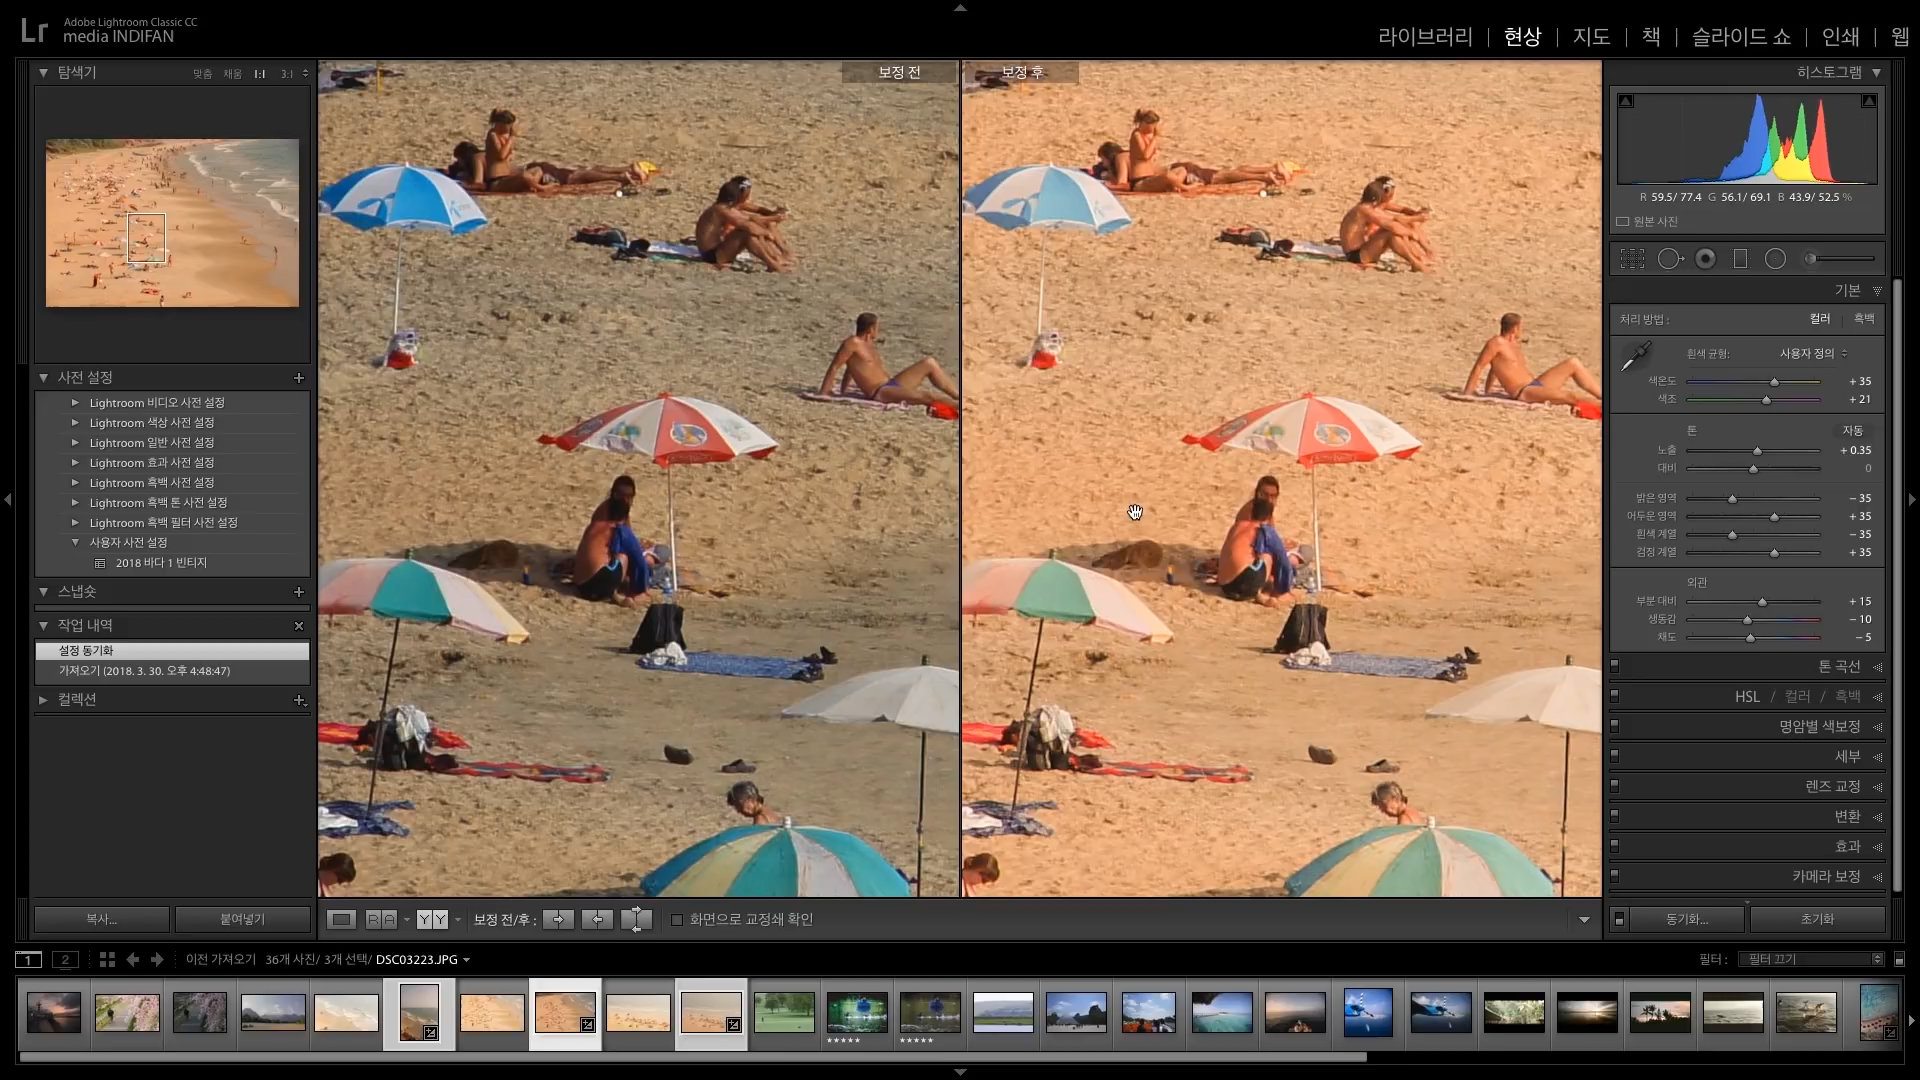 Lr
Adobe Lightroom Classic CC
media INDIFAN
라이브러리 | 현상 | 지도 | 책 | 슬라이드 쇼 | 인쇄 | 웹
탐색기 맞춤 채움 1:1 3:1
보정 전
보정 후
히스토그램
R 59.5/ 77.4 G 56.1/ 69.1 B 43.9/ 52.5 %
원본 사진
기본
처리 방법 : 컬러 흑백
흰색 균형: 사용자 정의
색온도 + 35
색조 + 21
톤 자동
노출 + 0.35
대비 0
밝은 영역 – 35
어두운 영역 + 35
흰색 계열 – 35
검정 계열 + 35
외관
부분 대비 + 15
생동감 – 10
채도 – 5
톤 곡선
HSL / 컬러 / 흑백
명암별 색보정
세부
렌즈 교정
변환
효과
카메라 보정
동기화... 초기화
사전 설정
Lightroom 비디오 사전 설정
Lightroom 색상 사전 설정
Lightroom 일반 사전 설정
Lightroom 효과 사전 설정
Lightroom 흑백 사전 설정
Lightroom 흑백 톤 사전 설정
Lightroom 흑백 필터 사전 설정
사용자 사전 설정
2018 바다 1 빈티지
스냅숏
작업 내역
설정 동기화
가져오기 (2018. 3. 30. 오후 4:48:47)
컬렉션
복사... 붙여넣기
R A Y Y 보정 전/후 : 화면으로 교정쇄 확인
1 2 이전 가져오기 36개 사진/ 3개 선택/ DSC03223.JPG
필터 : 필터 끄기